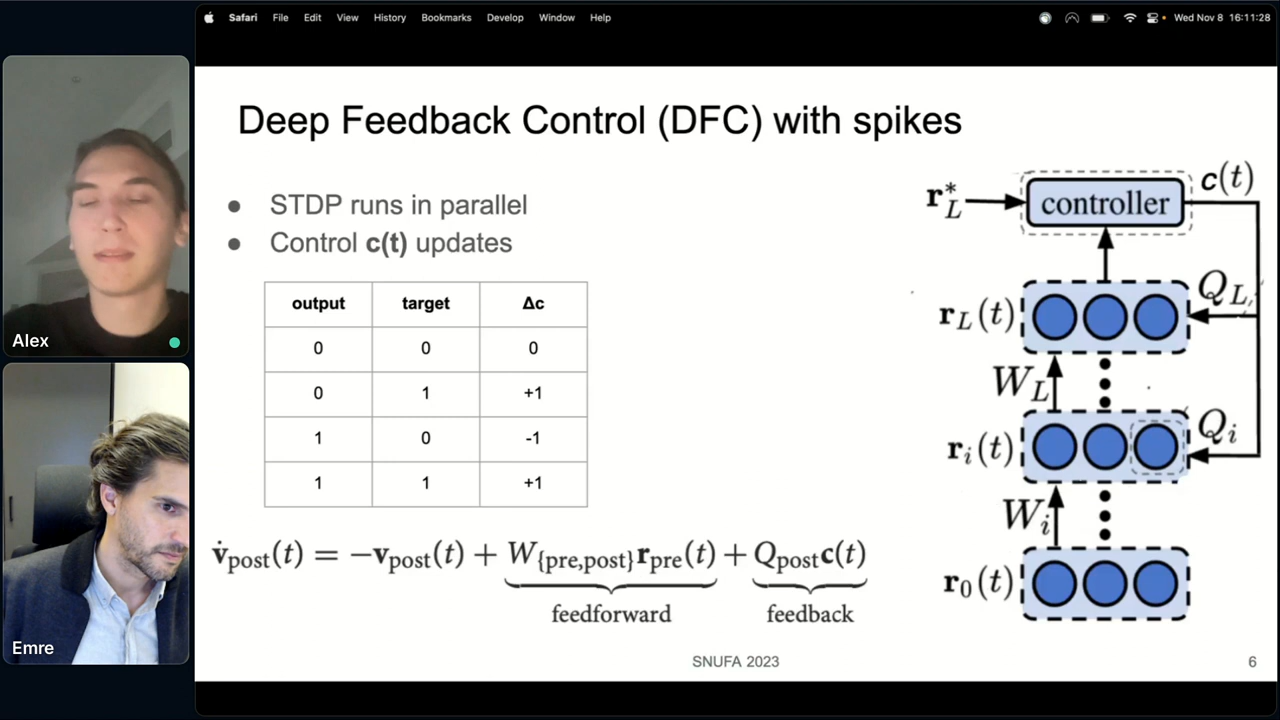 Safari File Edit View History Bookmarks Develop Window Help Wed Nov 8 16:11:28
Deep Feedback Control (DFC) with spikes
● STDP runs in parallel
● Control c(t) updates
output target Δc
0 0 0
0 1 +1
1 0 -1
1 1 +1
v̇post(t) = −vpost(t) + W{pre,post}rpre(t) + Qpostc(t)
feedforward feedback
r*L controller c(t)
rL(t) QL
WL
ri(t) Qi
Wi
r0(t)
SNUFA 2023 6
Alex
Emre